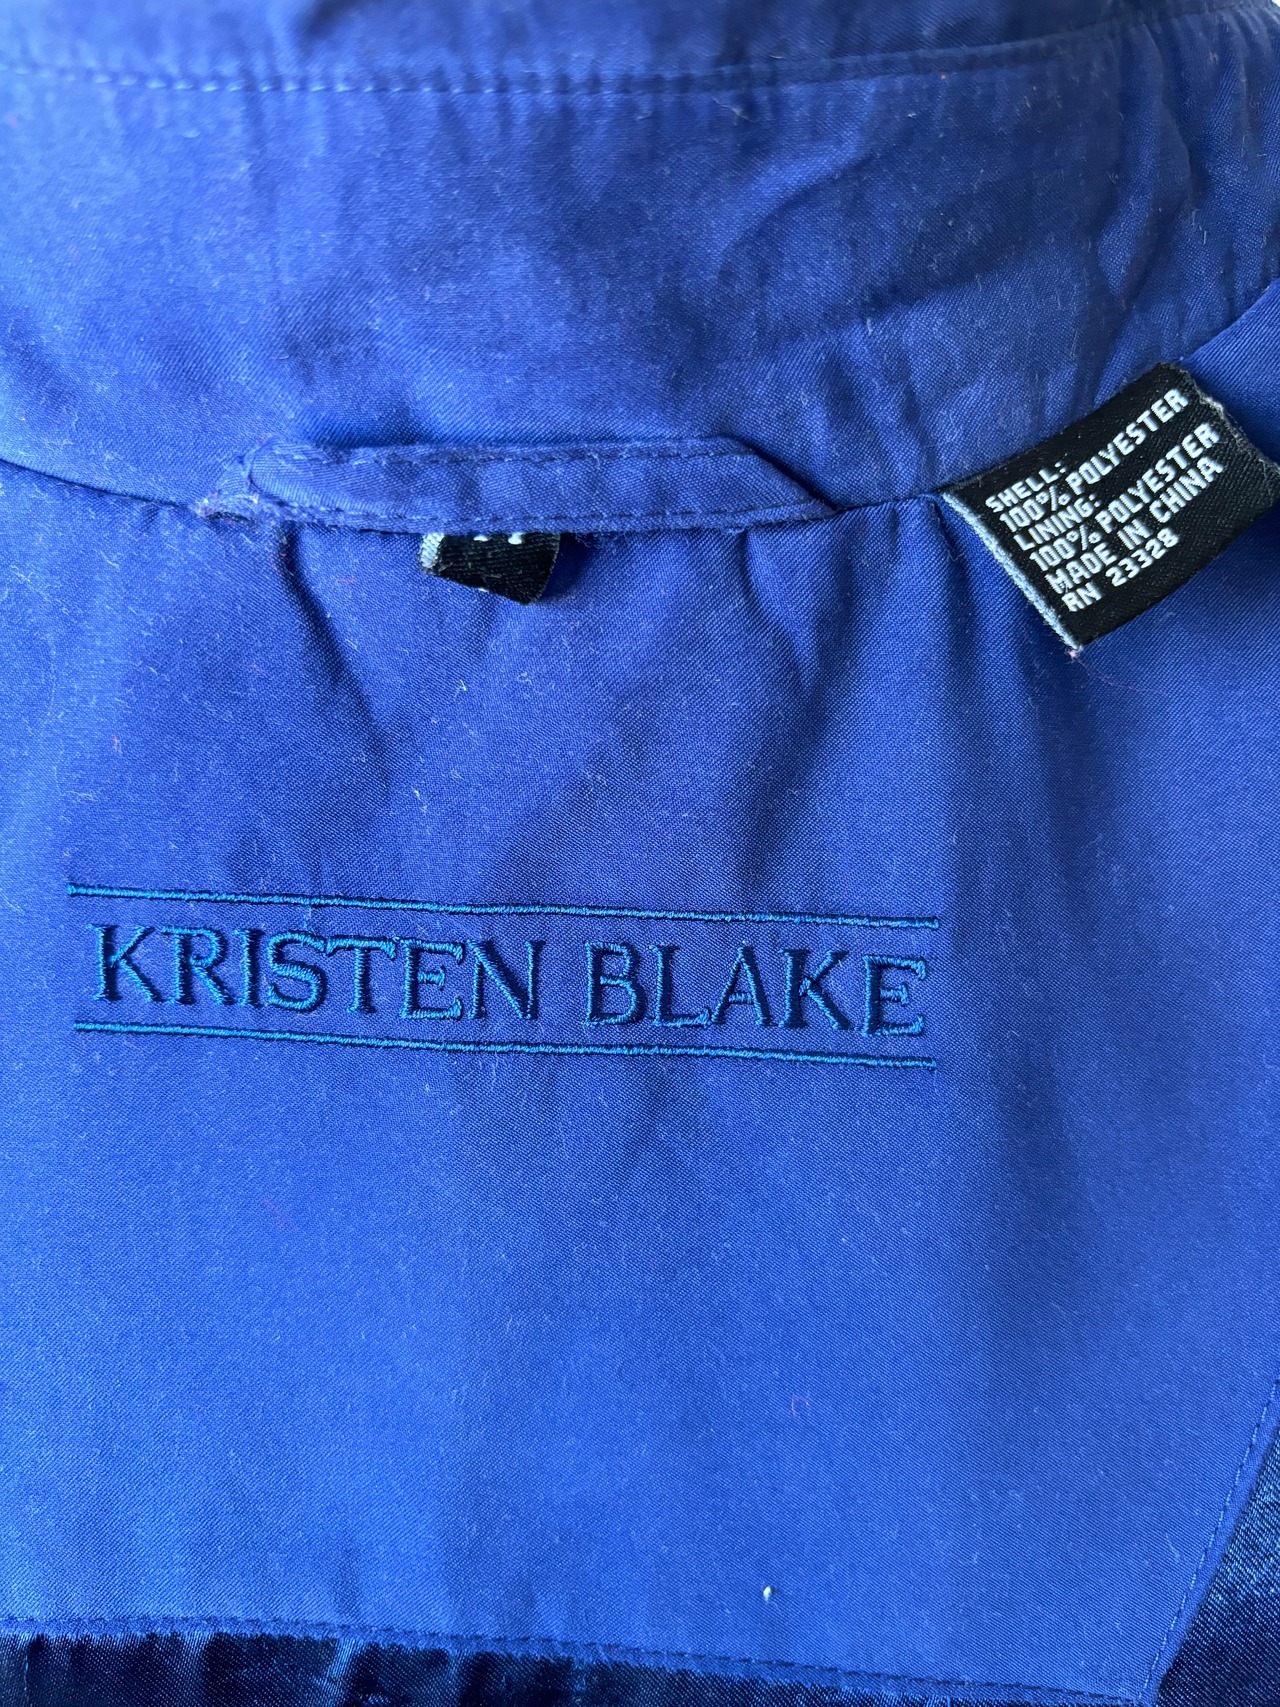 SHELL:
100% POLYESTER
LINING:
100% POLYESTER
MADE IN CHINA
RN 23328
KRISTEN BLAKE